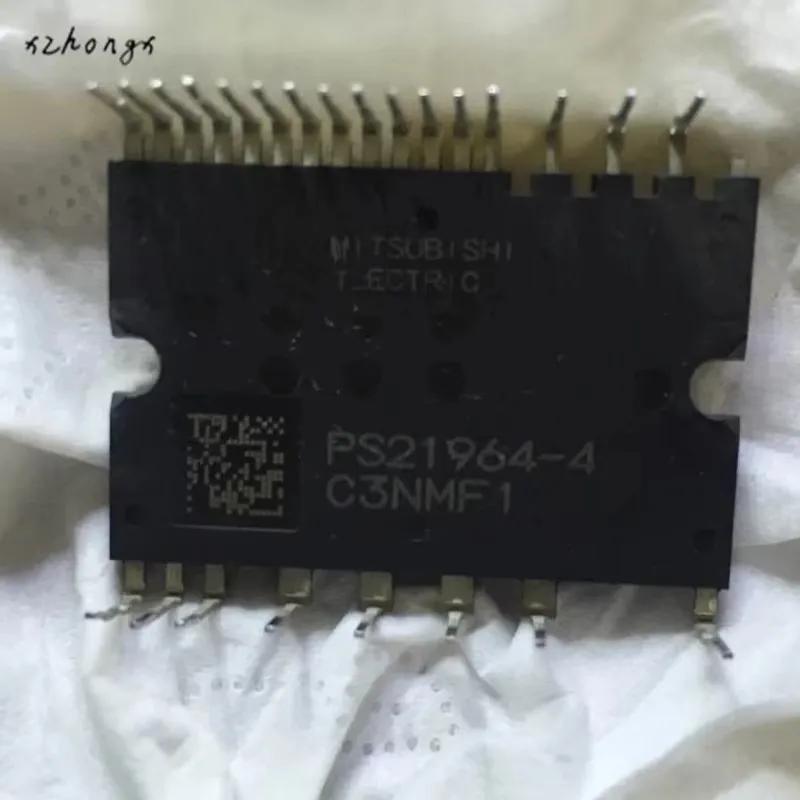 xzhongx
MITSUBISHI
ELECTRIC
PS21964-4
C3NMF1